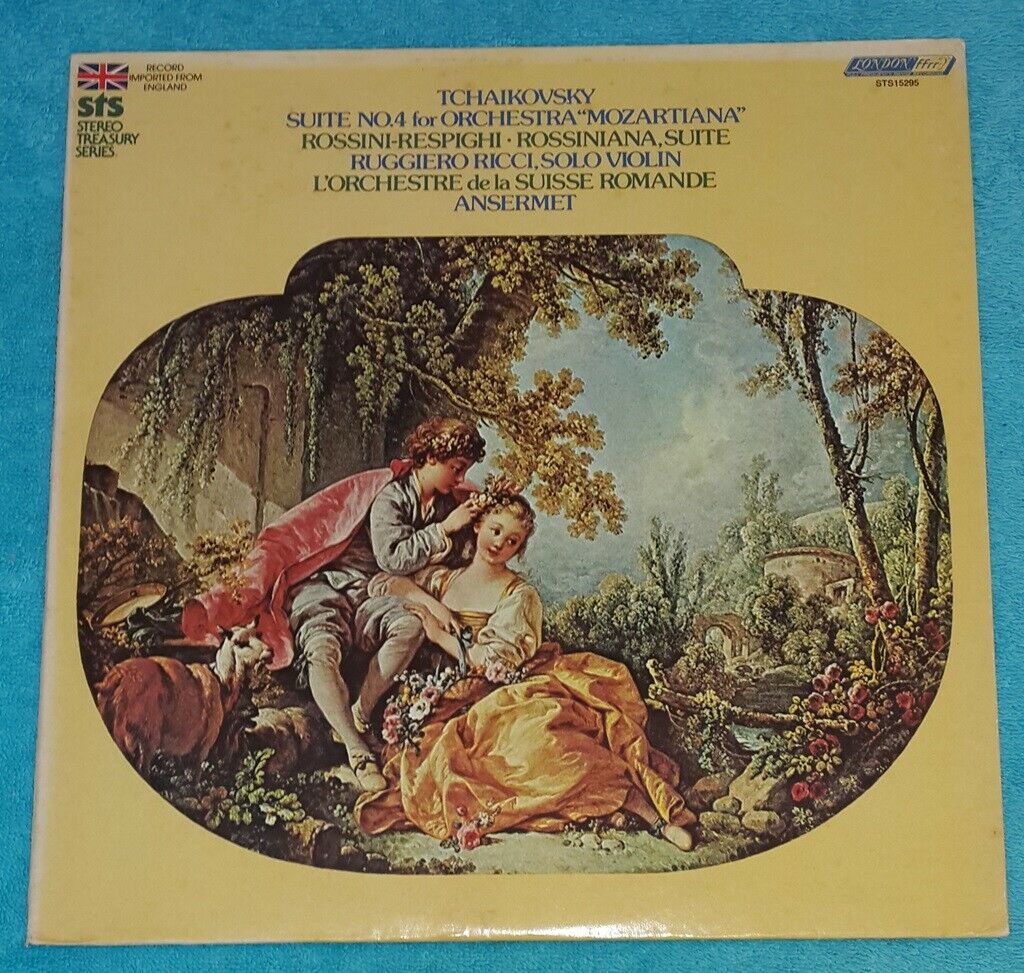 RECORD
IMPORTED FROM
ENGLAND
sts
STEREO
TREASURY
SERIES
LONDON ffrr
STS15295
TCHAIKOVSKY
SUITE NO.4 for ORCHESTRA "MOZARTIANA"
ROSSINI-RESPIGHI · ROSSINIANA, SUITE
RUGGIERO RICCI, SOLO VIOLIN
L'ORCHESTRE de la SUISSE ROMANDE
ANSERMET